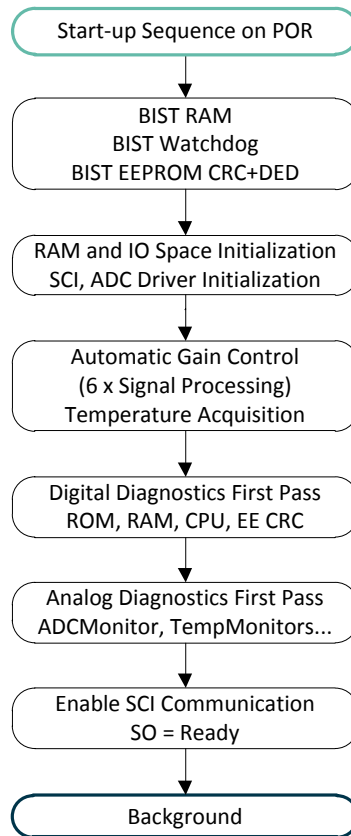 Start-up Sequence on POR
BIST RAM
BIST Watchdog
BIST EEPROM CRC+DED
RAM and IO Space Initialization
SCI, ADC Driver Initialization
Automatic Gain Control
(6 x Signal Processing)
Temperature Acquisition
Digital Diagnostics First Pass
ROM, RAM, CPU, EE CRC
Analog Diagnostics First Pass
ADCMonitor, TempMonitors...
Enable SCI Communication
SO = Ready
Background